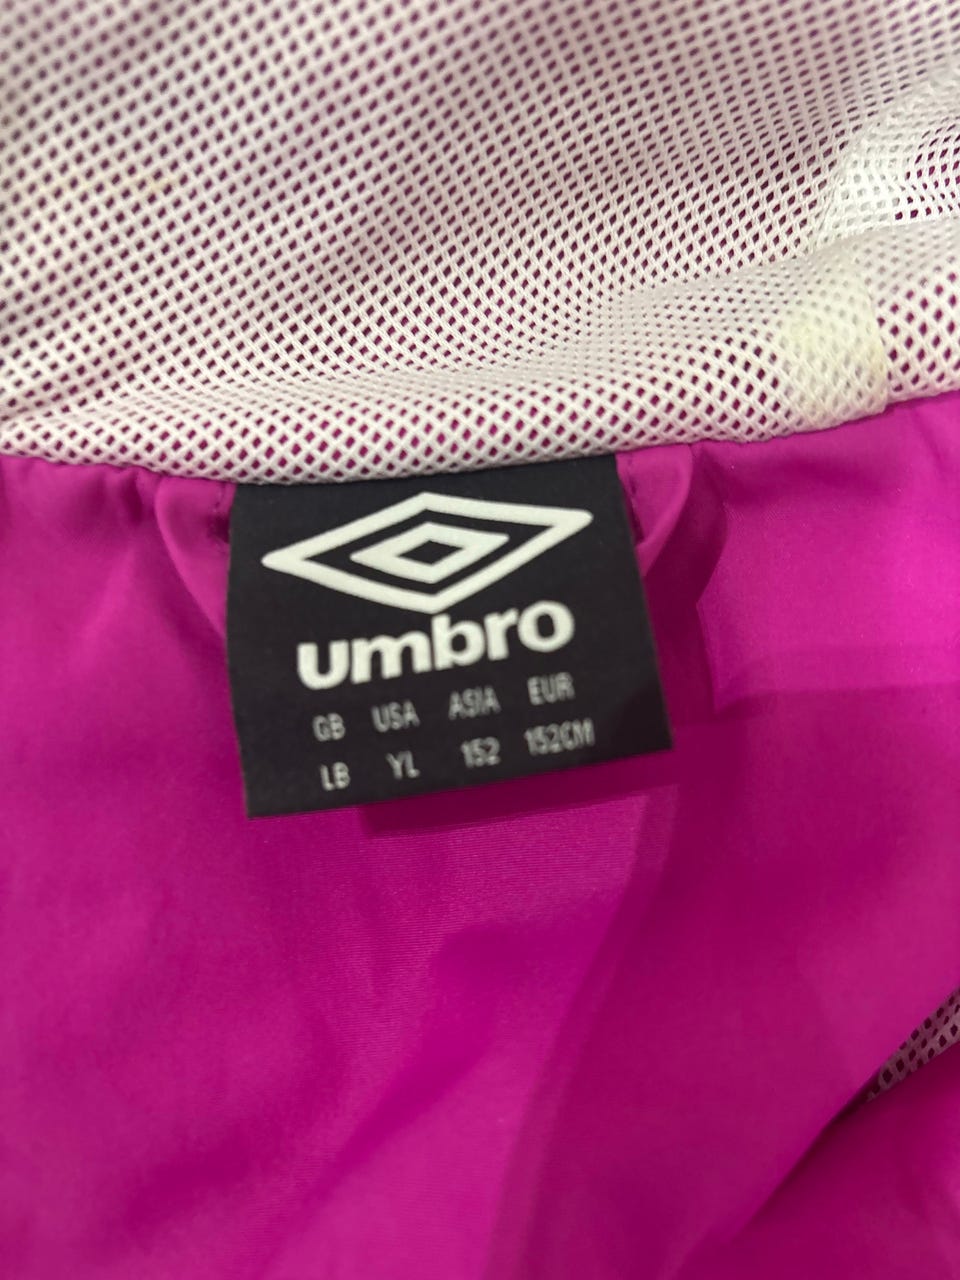 umbro
GB USA ASIA EUR
LB YL 152 152CM